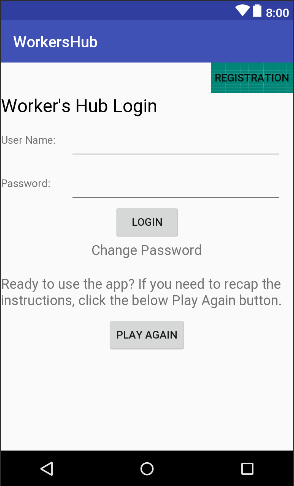 8:00
WorkersHub
REGISTRATION
Worker's Hub Login
User Name:
Password:
LOGIN
Change Password
Ready to use the app? If you need to recap the
instructions, click the below Play Again button.
PLAY AGAIN